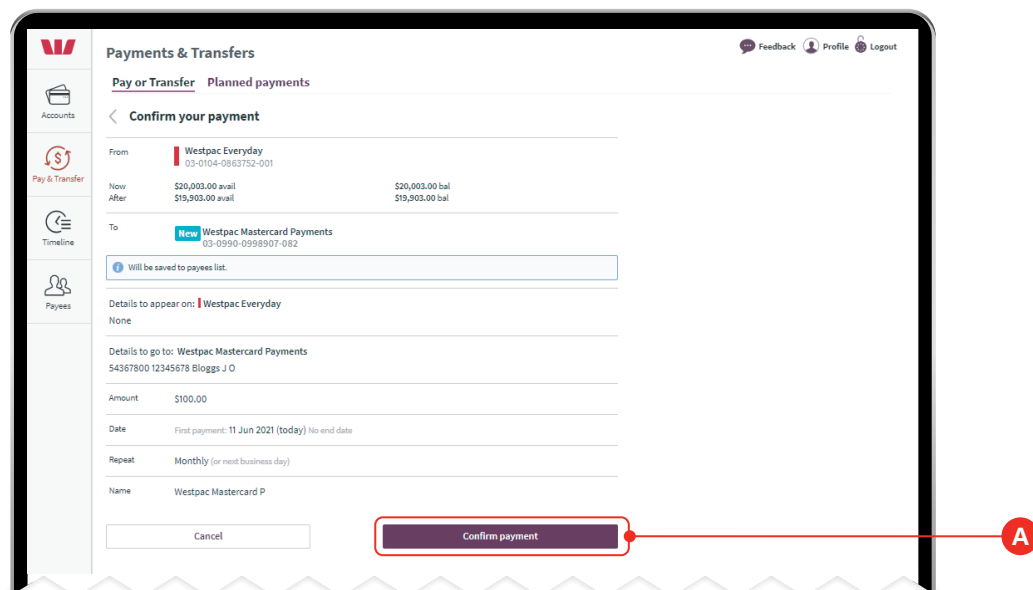 Payments & Transfers
Feedback Profile Logout
Pay or Transfer Planned payments
Accounts
Confirm your payment
From Westpac Everyday
03-0104-0863752-001
Pay & Transfer
Now $20,003.00 avail $20,003.00 bal
After $19,903.00 avail $19,903.00 bal
To New Westpac Mastercard Payments
03-0990-0998907-082
Timeline
Will be saved to payees list.
Payees
Details to appear on: Westpac Everyday
None
Details to go to: Westpac Mastercard Payments
54367800 12345678 Bloggs J O
Amount $100.00
Date First payment: 11 Jun 2021 (today) No end date
Repeat Monthly (or next business day)
Name Westpac Mastercard P
Cancel Confirm payment
A